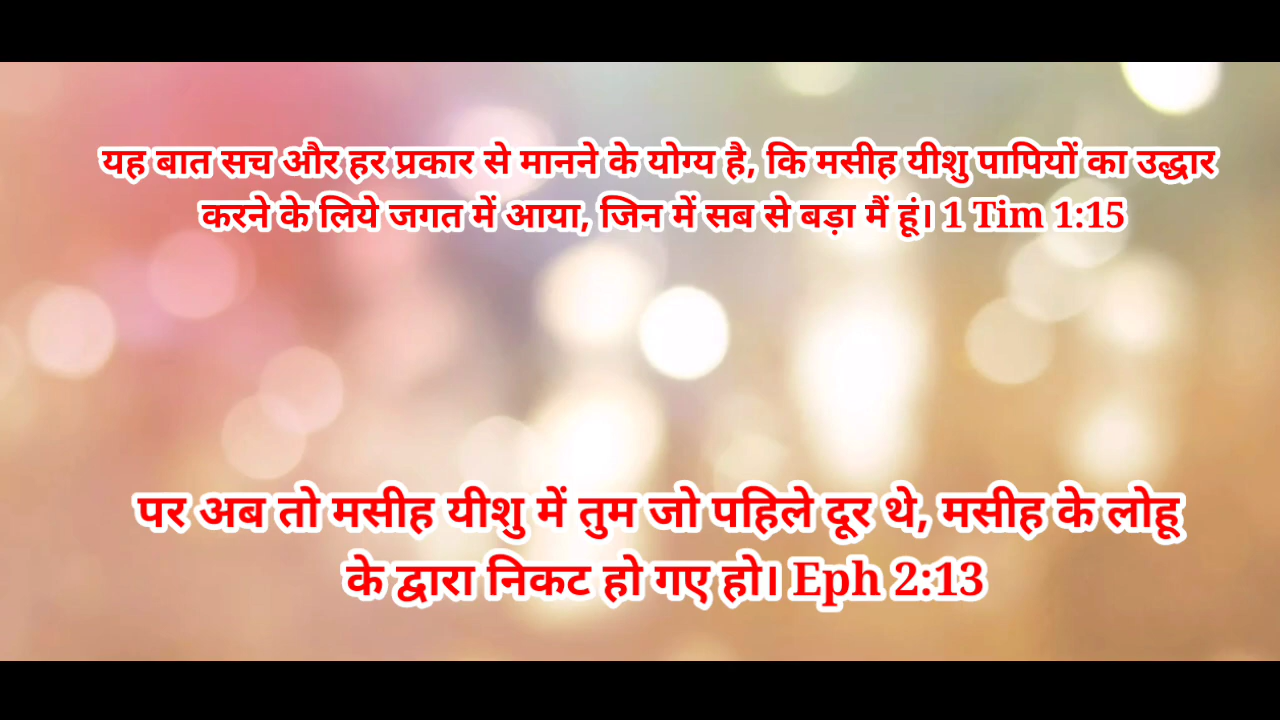 यह बात सच और हर प्रकार से मानने के योग्य है, कि मसीह यीशु पापियों का उद्धार
करने के लिये जगत में आया, जिन में सब से बड़ा मैं हूं। 1 Tim 1:15
पर अब तो मसीह यीशु में तुम जो पहिले दूर थे, मसीह के लोहू
के द्वारा निकट हो गए हो। Eph 2:13